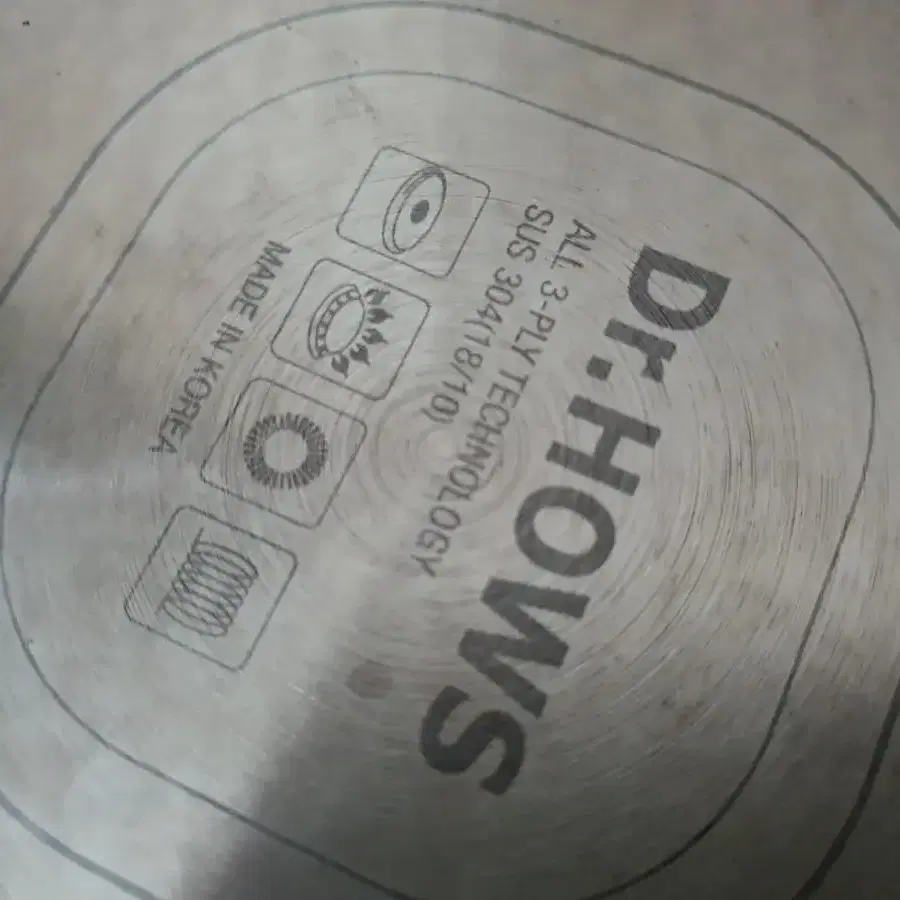 Dr.HOWS
ALL 3-PLY TECHNOLOGY
SUS 304(18/10)
MADE IN KOREA